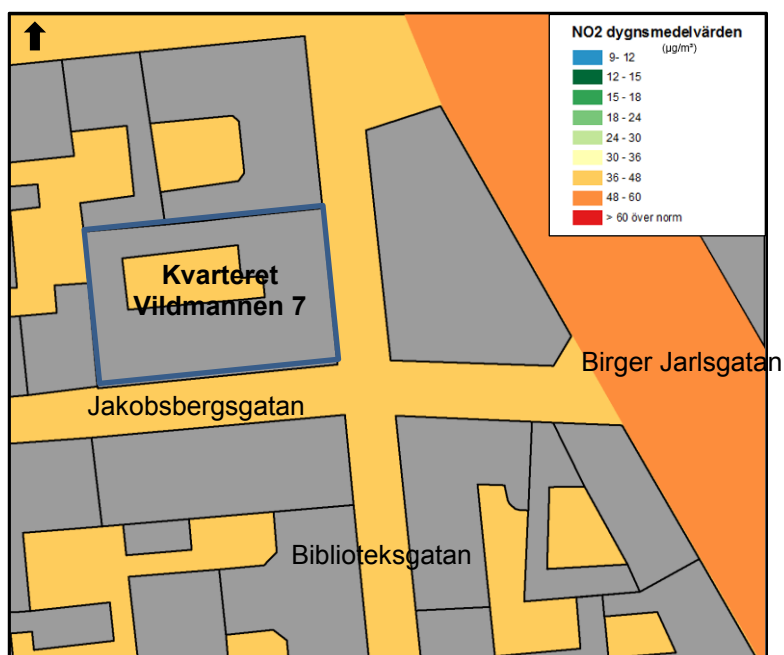 NO2 dygnsmedelvärden
(µg/m³)
9- 12
12 - 15
15 - 18
18 - 24
24 - 30
30 - 36
36 - 48
48 - 60
> 60 över norm
Kvarteret
Vildmannen 7
Birger Jarlsgatan
Jakobsbergsgatan
Biblioteksgatan